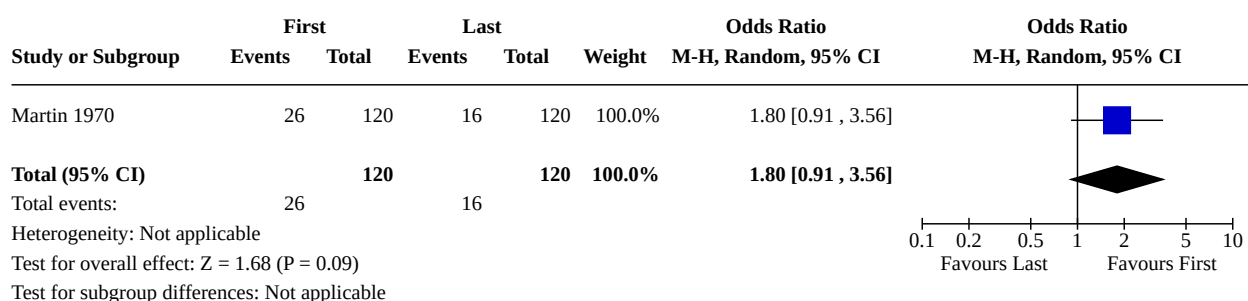 First Last Odds Ratio Odds Ratio
Study or Subgroup Events Total Events Total Weight M-H, Random, 95% CI M-H, Random, 95% CI
Martin 1970 26 120 16 120 100.0% 1.80 [0.91 , 3.56]
Total (95% CI) 120 120 100.0% 1.80 [0.91 , 3.56]
Total events: 26 16
Heterogeneity: Not applicable
0.1 0.2 0.5 1 2 5 10
Test for overall effect: Z = 1.68 (P = 0.09) Favours Last Favours First
Test for subgroup differences: Not applicable